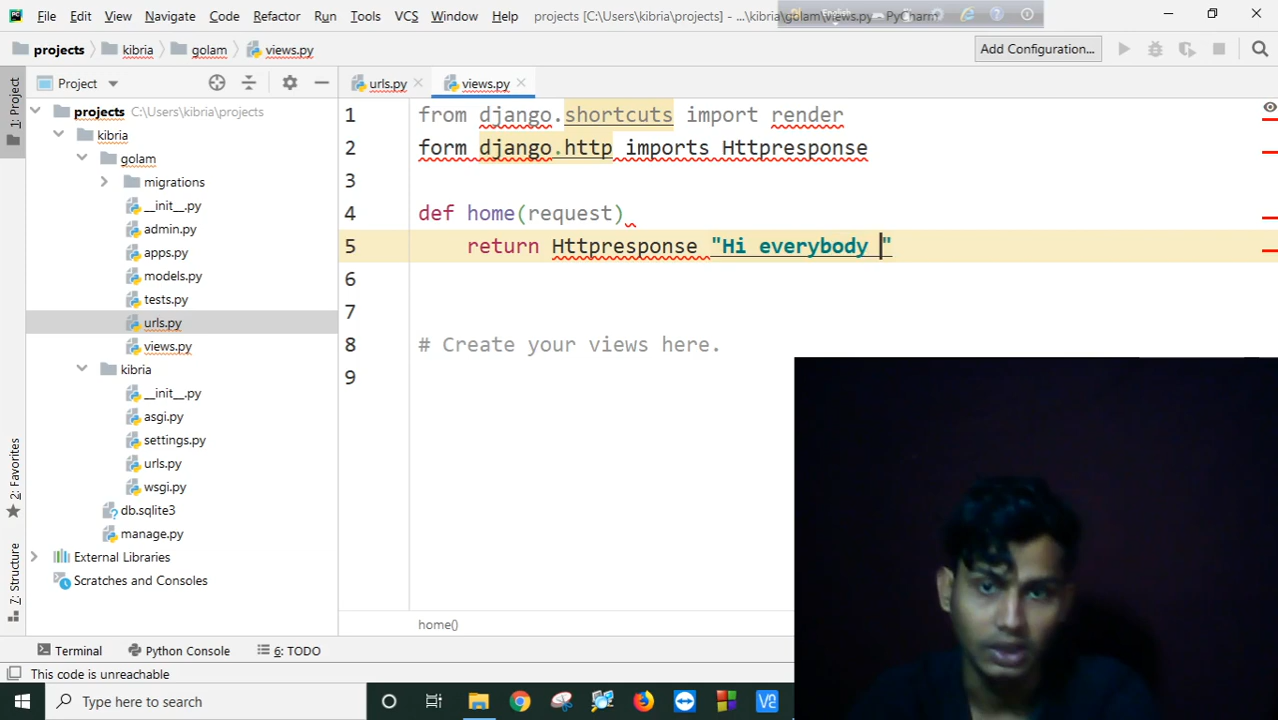 File Edit View Navigate Code Refactor Run Tools VCS Window Help projects [C:\Users\kibria\projects] - ...\kibria\golam\views.py - PyCharm
English
projects kibria golam views.py Add Configuration...
1: Project
Project
urls.py views.py
projects C:\Users\kibria\projects
kibria
golam
migrations
__init__.py
admin.py
apps.py
models.py
tests.py
urls.py
views.py
kibria
__init__.py
asgi.py
settings.py
urls.py
wsgi.py
db.sqlite3
manage.py
External Libraries
Scratches and Consoles
2: Favorites
7: Structure
1 from django.shortcuts import render
2 form django.http imports Httpresponse
3
4 def home(request)
5 return Httpresponse "Hi everybody "
6
7
8 # Create your views here.
9
home()
Terminal Python Console 6: TODO
This code is unreachable
Type here to search